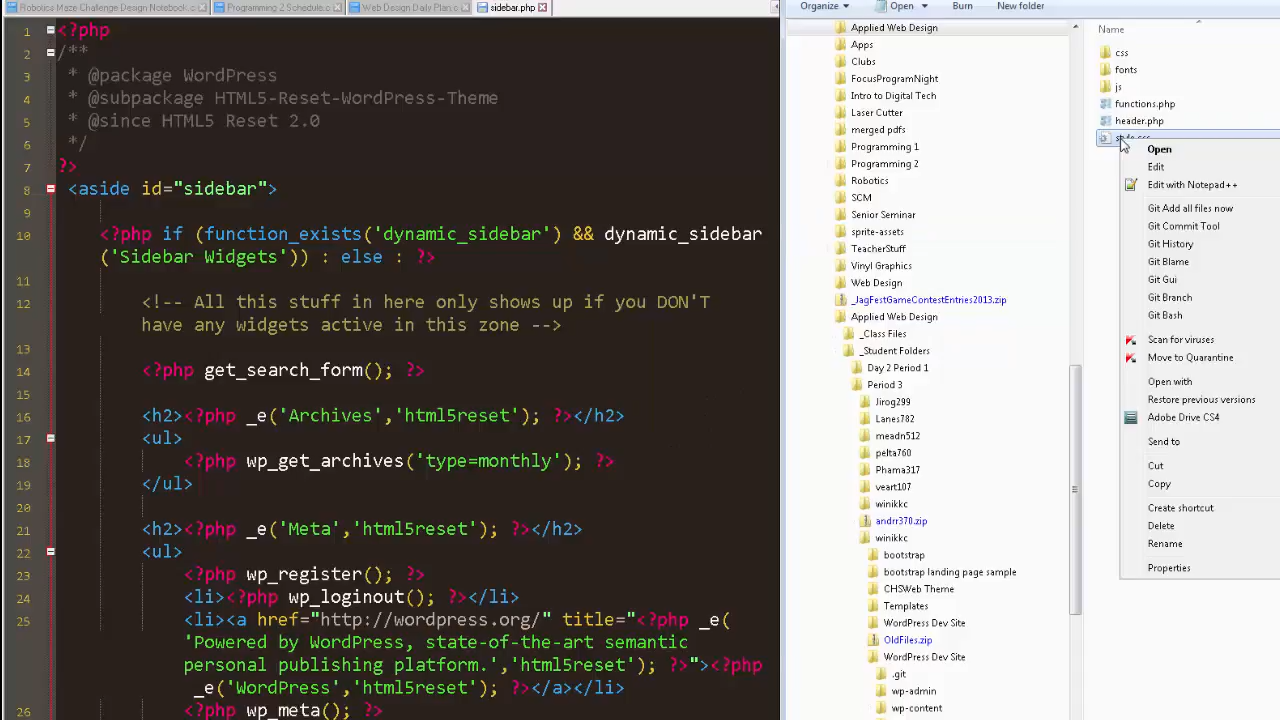 Robotics Maze Challenge Design Notebook.c
Programming 2 Schedule.c
Web Design Daily Plan.c
sidebar.php
1 <?php
2 /**
3 * @package WordPress
4 * @subpackage HTML5-Reset-WordPress-Theme
5 * @since HTML5 Reset 2.0
6 */
7 ?>
8 <aside id="sidebar">
9
10 <?php if (function_exists('dynamic_sidebar') && dynamic_sidebar
('Sidebar Widgets')) : else : ?>
11
12 <!-- All this stuff in here only shows up if you DON'T
have any widgets active in this zone -->
13
14 <?php get_search_form(); ?>
15
16 <h2><?php _e('Archives','html5reset'); ?></h2>
17 <ul>
18 <?php wp_get_archives('type=monthly'); ?>
19 </ul>
20
21 <h2><?php _e('Meta','html5reset'); ?></h2>
22 <ul>
23 <?php wp_register(); ?>
24 <li><?php wp_loginout(); ?></li>
25 <li><a href="http://wordpress.org/" title="<?php _e(
'Powered by WordPress, state-of-the-art semantic
personal publishing platform.','html5reset'); ?>"><?php
_e('WordPress','html5reset'); ?></a></li>
26 <?php wp_meta(); ?>
Organize
Open
Burn
New folder
Applied Web Design
Apps
Clubs
FocusProgramNight
Intro to Digital Tech
Laser Cutter
merged pdfs
Programming 1
Programming 2
Robotics
SCM
Senior Seminar
sprite-assets
TeacherStuff
Vinyl Graphics
Web Design
_JagFestGameContestEntries2013.zip
Applied Web Design
_Class Files
_Student Folders
Day 2 Period 1
Period 3
Jirog299
Lanes782
meadn512
pelta760
Phama317
veart107
winikkc
andrr370.zip
winikkc
bootstrap
bootstrap landing page sample
CHSWeb Theme
Templates
WordPress Dev Site
OldFiles.zip
WordPress Dev Site
.git
wp-admin
wp-content
Name
css
fonts
js
functions.php
header.php
style.css
Open
Edit
Edit with Notepad++
Git Add all files now
Git Commit Tool
Git History
Git Blame
Git Gui
Git Branch
Git Bash
Scan for viruses
Move to Quarantine
Open with
Restore previous versions
Adobe Drive CS4
Send to
Cut
Copy
Create shortcut
Delete
Rename
Properties